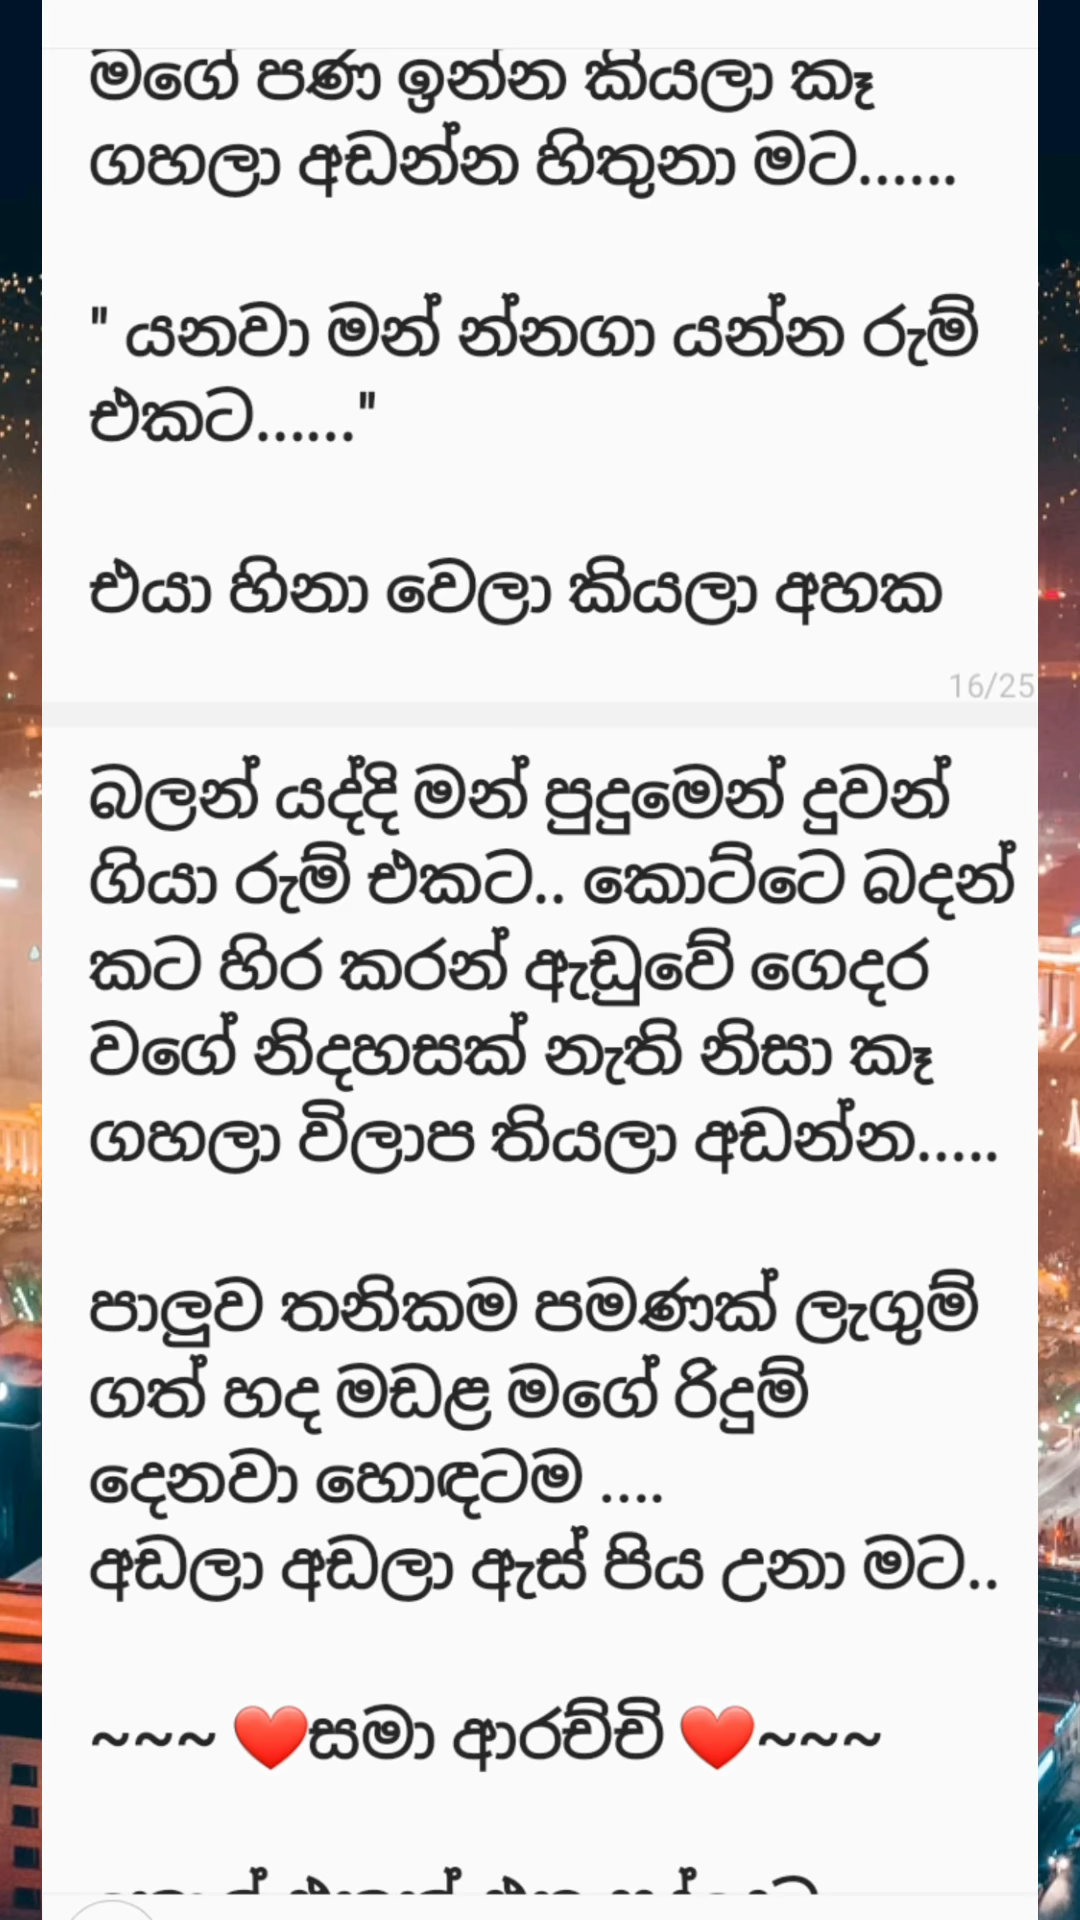 මගේ පණ ඉන්න කියලා කෑ
ගහලා අඩන්න හිතුනා මට......
" යනවා මන් න්නගා යන්න රුම්
එකට......"
එයා හිනා වෙලා කියලා අහක
16/25
බලන් යද්දි මන් පුදුමෙන් දුවන්
ගියා රුම් එකට.. කොට්ටෙ බදන්
කට හිර කරන් ඇඩුවේ ගෙදර
වගේ නිදහසක් නැති නිසා කෑ
ගහලා විලාප තියලා අඩන්න.....
පාලුව තනිකම පමණක් ලැගුම්
ගත් හද මඩළ මගේ රිදුම්
දෙනවා හොඳටම ....
අඩලා අඩලා ඇස් පිය උනා මට..
~~~ ❤️සමා ආරච්චි ❤️~~~